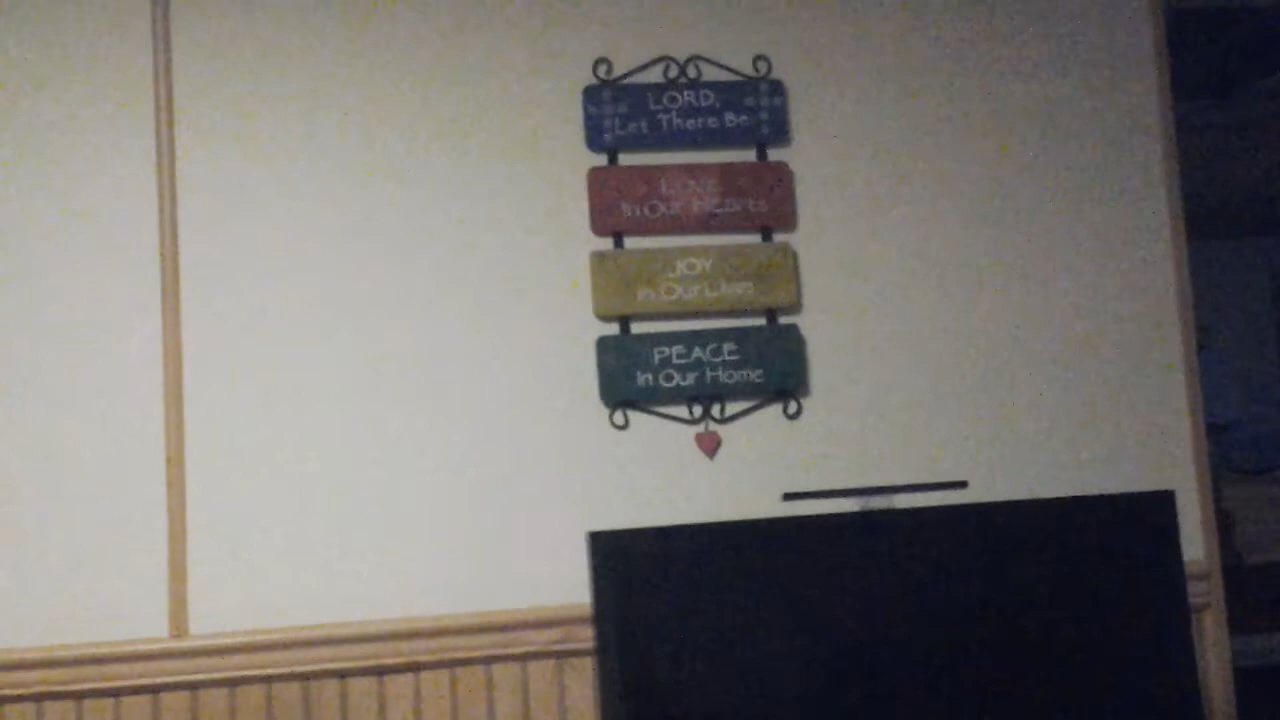 LORD,
Let There Be
LOVE
In Our Hearts
JOY
In Our Lives
PEACE
In Our Home